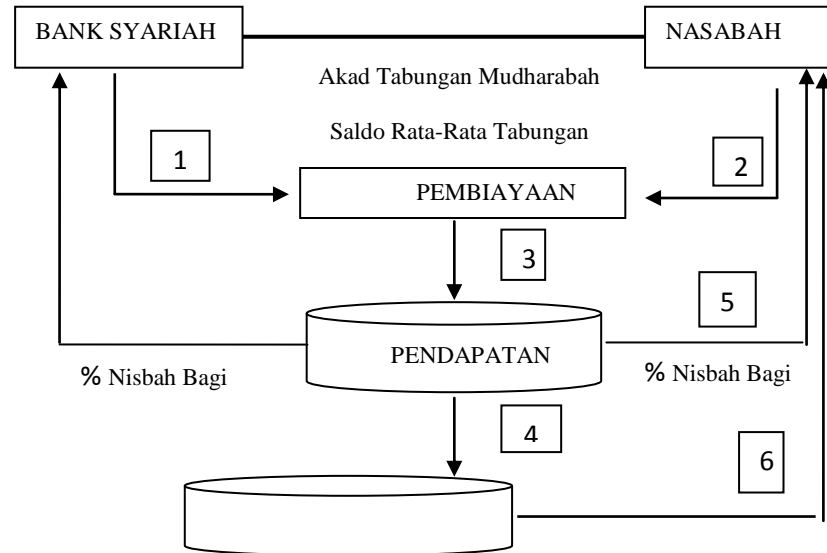 BANK SYARIAH
NASABAH
Akad Tabungan Mudharabah
Saldo Rata-Rata Tabungan
1
2
PEMBIAYAAN
3
5
PENDAPATAN
% Nisbah Bagi
% Nisbah Bagi
4
6